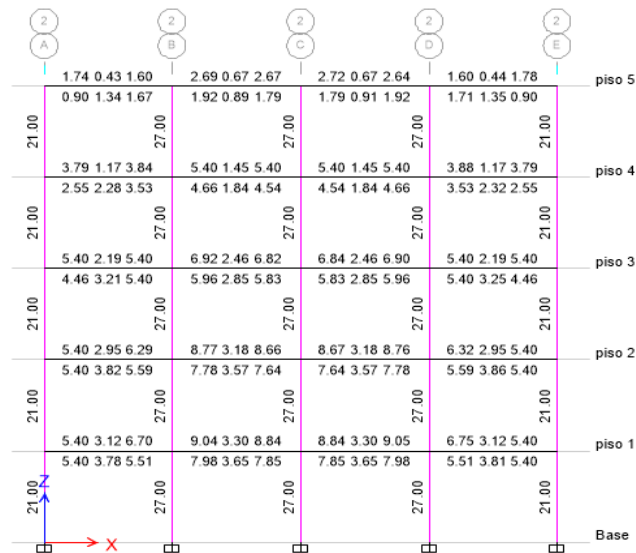 2 2 2 2 2
A B C D E
1.74 0.43 1.60 2.69 0.67 2.67 2.72 0.67 2.64 1.60 0.44 1.78 piso 5
0.90 1.34 1.67 1.92 0.89 1.79 1.79 0.91 1.92 1.71 1.35 0.90
21.00 27.00 27.00 27.00 21.00
3.79 1.17 3.84 5.40 1.45 5.40 5.40 1.45 5.40 3.88 1.17 3.79 piso 4
2.55 2.28 3.53 4.66 1.84 4.54 4.54 1.84 4.66 3.53 2.32 2.55
21.00 27.00 27.00 27.00 21.00
5.40 2.19 5.40 6.92 2.46 6.82 6.84 2.46 6.90 5.40 2.19 5.40 piso 3
4.46 3.21 5.40 5.96 2.85 5.83 5.83 2.85 5.96 5.40 3.25 4.46
21.00 27.00 27.00 27.00 21.00
5.40 2.95 6.29 8.77 3.18 8.66 8.67 3.18 8.76 6.32 2.95 5.40 piso 2
5.40 3.82 5.59 7.78 3.57 7.64 7.64 3.57 7.78 5.59 3.86 5.40
21.00 27.00 27.00 27.00 21.00
5.40 3.12 6.70 9.04 3.30 8.84 8.84 3.30 9.05 6.75 3.12 5.40 piso 1
5.40 3.78 5.51 7.98 3.65 7.85 7.85 3.65 7.98 5.51 3.81 5.40
21.00 27.00 27.00 27.00 21.00
Z
X
Base